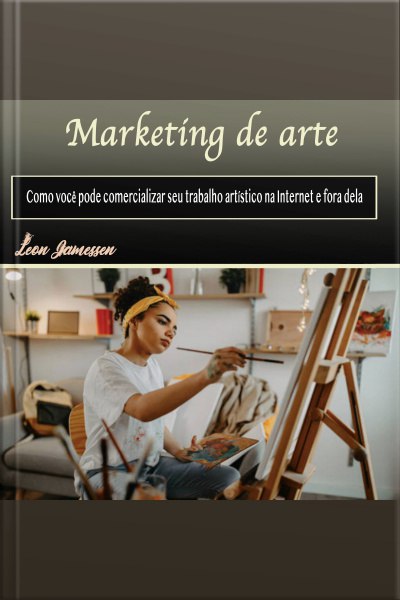 Marketing de arte
Como você pode comercializar seu trabalho artístico na Internet e fora dela
Leon Jamessen